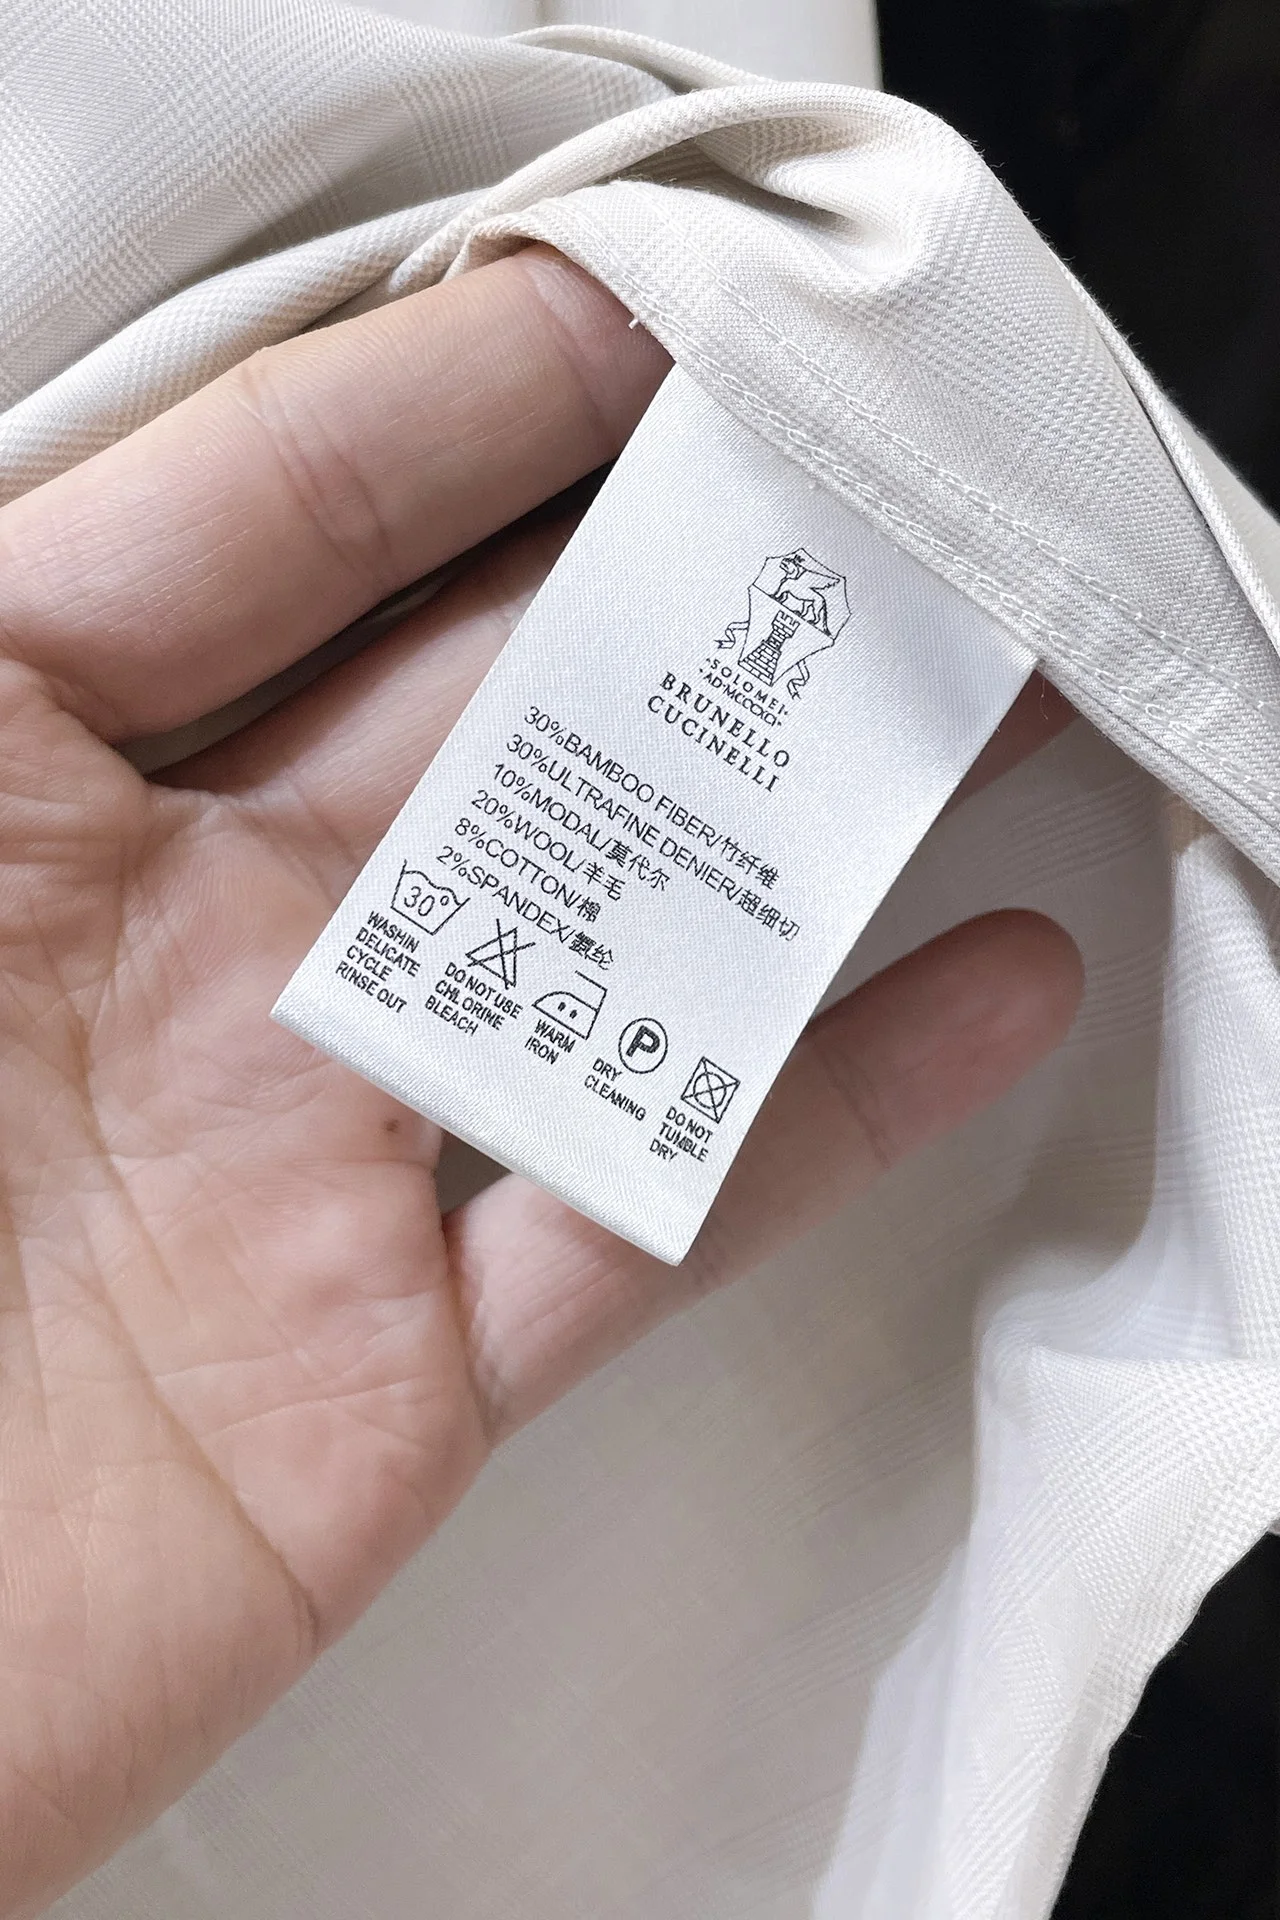 ·SOLOMEI·
·AD·MCCCXCI·
BRUNELLO
CUCINELLI
30%BAMBOO FIBER/竹纤维
30%ULTRAFINE DENIER/超细切
10%MODAL/莫代尔
20%WOOL/羊毛
8%COTTON/棉
2%SPANDEX/氨纶
30°
WASHIN
DELICATE
CYCLE
RINSE OUT
DO NOT USE
CHLORINE
BLEACH
WARM
IRON
P
DRY
CLEANING
DO NOT
TUMBLE
DRY